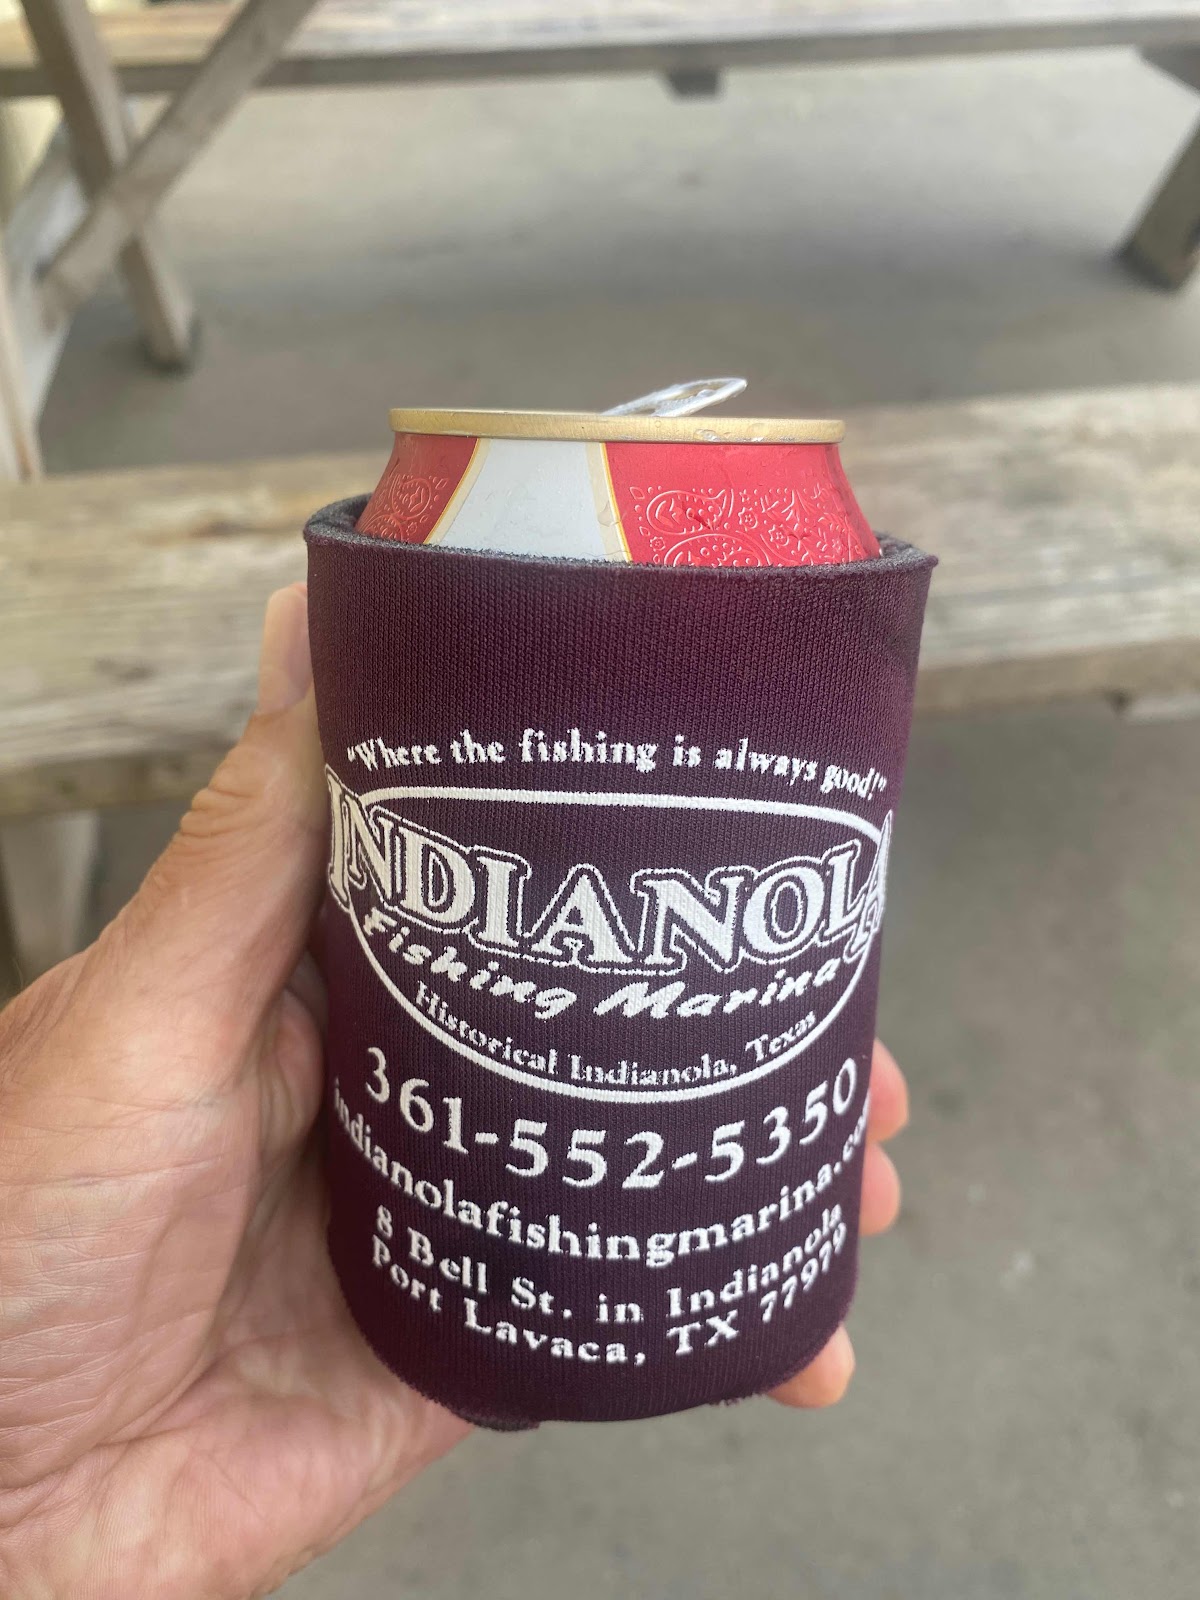 "Where the fishing is always good!"
INDIANOLA
Fishing Marina
Historical Indianola, Texas
361-552-5350
indianolafishingmarina.com
8 Bell St. in Indianola
Port Lavaca, TX 77979